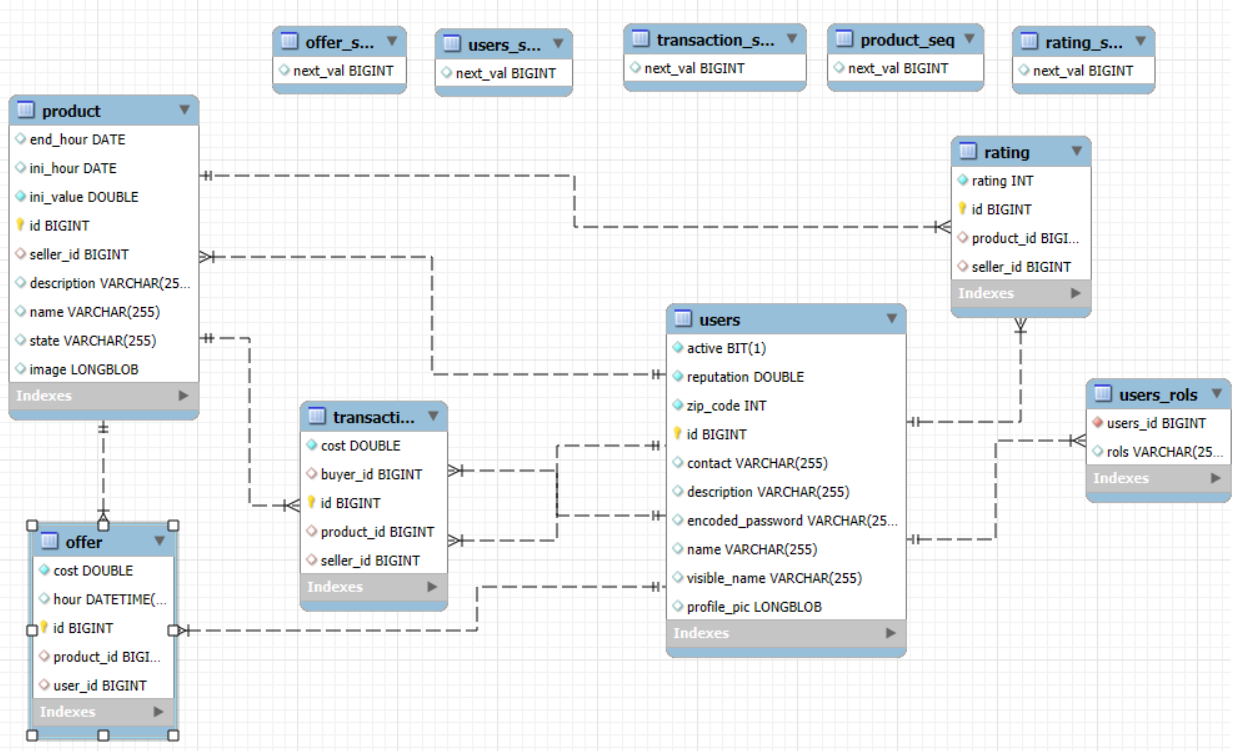 offer_s...
next_val BIGINT
users_s...
next_val BIGINT
transaction_s...
next_val BIGINT
product_seq
next_val BIGINT
rating_s...
next_val BIGINT
product
end_hour DATE
ini_hour DATE
ini_value DOUBLE
id BIGINT
seller_id BIGINT
description VARCHAR(25...
name VARCHAR(255)
state VARCHAR(255)
image LONGBLOB
Indexes
rating
rating INT
id BIGINT
product_id BIGI...
seller_id BIGINT
Indexes
users
active BIT(1)
reputation DOUBLE
zip_code INT
id BIGINT
contact VARCHAR(255)
description VARCHAR(255)
encoded_password VARCHAR(25...
name VARCHAR(255)
visible_name VARCHAR(255)
profile_pic LONGBLOB
Indexes
users_rols
users_id BIGINT
rols VARCHAR(25...
Indexes
transacti...
cost DOUBLE
buyer_id BIGINT
id BIGINT
product_id BIGINT
seller_id BIGINT
Indexes
offer
cost DOUBLE
hour DATETIME(...
id BIGINT
product_id BIGI...
user_id BIGINT
Indexes